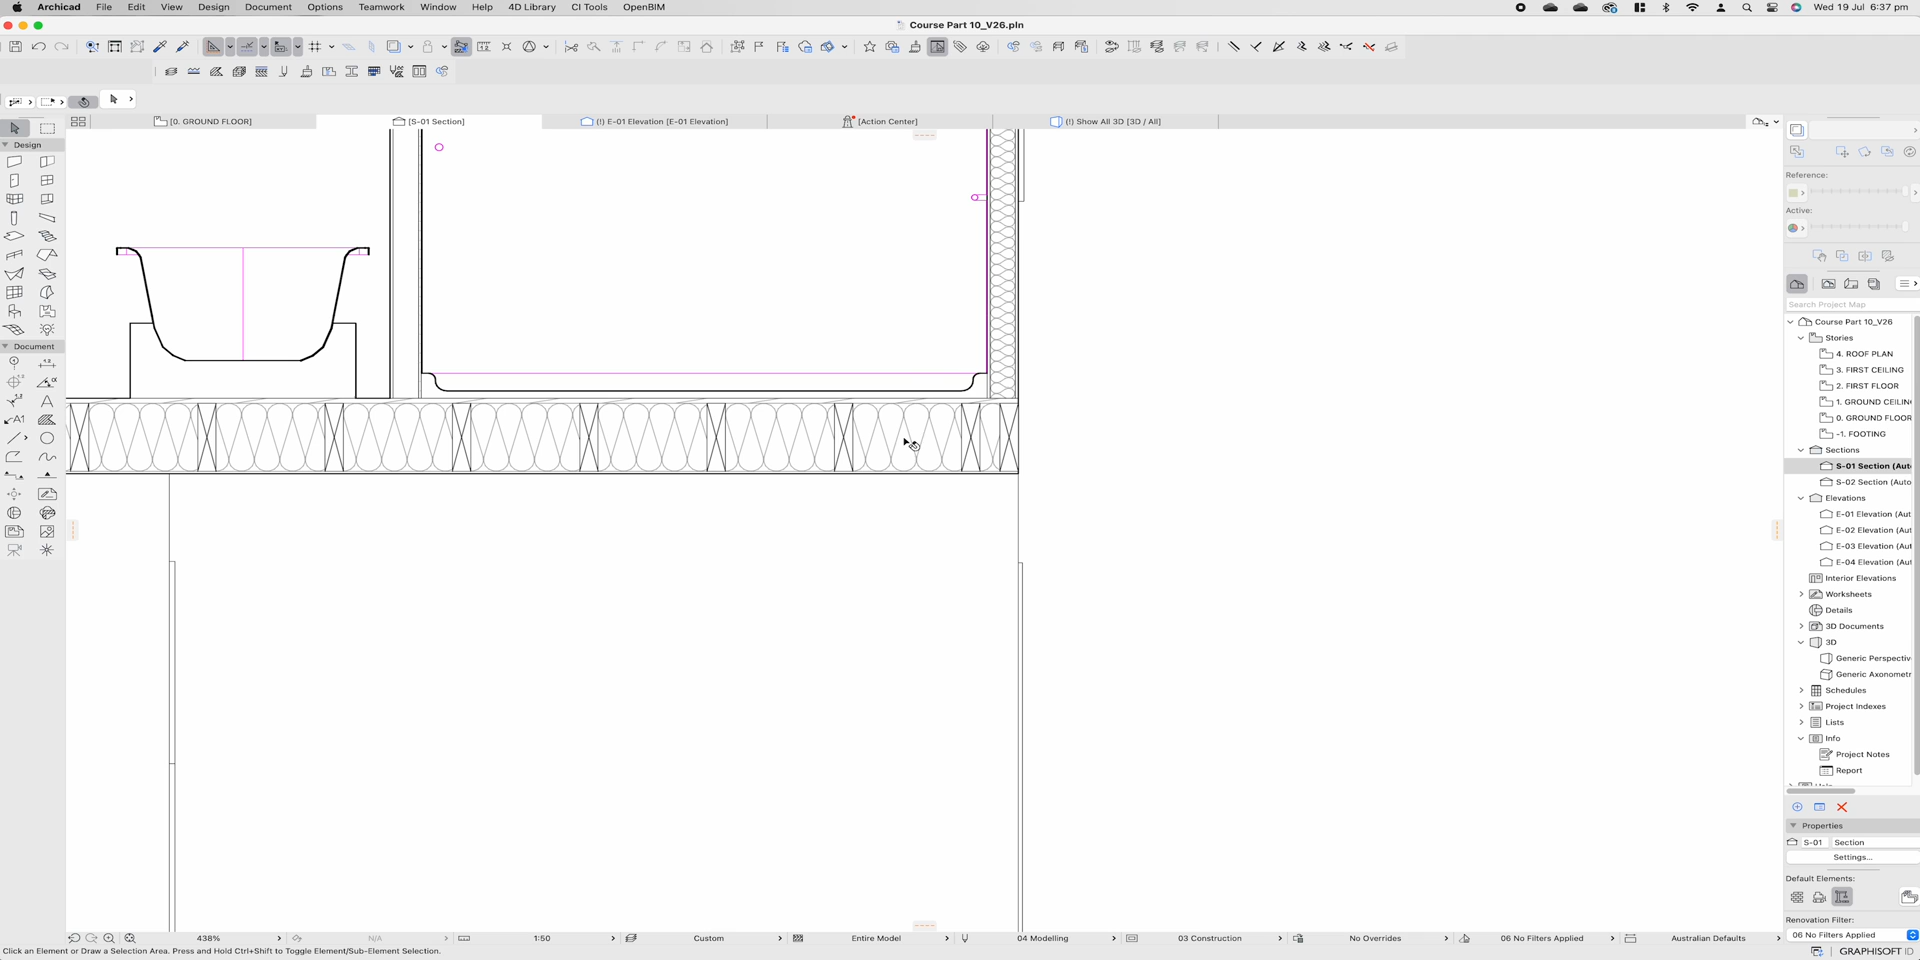 Archicad File Edit View Design Document Options Teamwork Window Help 4D Library CI Tools OpenBIM Wed 19 Jul 6:37 pm
Course Part 10_V26.pln
[0. GROUND FLOOR] [S-01 Section] (!) E-01 Elevation [E-01 Elevation] [Action Center] (!) Show All 3D [3D / All]
Design
Document
A1
Reference:
Active:
Search Project Map
Course Part 10_V26
Stories
4. ROOF PLAN
3. FIRST CEILING
2. FIRST FLOOR
1. GROUND CEILIN
0. GROUND FLOOR
-1. FOOTING
Sections
S-01 Section (Aut
S-02 Section (Auto
Elevations
E-01 Elevation (Aut
E-02 Elevation (Aut
E-03 Elevation (Aut
E-04 Elevation (Aut
Interior Elevations
Worksheets
Details
3D Documents
3D
Generic Perspectiv
Generic Axonometr
Schedules
Project Indexes
Lists
Info
Project Notes
Report
Properties
S-01 Section
Settings...
Default Elements:
Renovation Filter:
06 No Filters Applied
438% N/A 1:50 Custom Entire Model 04 Modelling 03 Construction No Overrides 06 No Filters Applied Australian Defaults
Click an Element or Draw a Selection Area. Press and Hold Ctrl+Shift to Toggle Element/Sub-Element Selection.
GRAPHISOFT ID